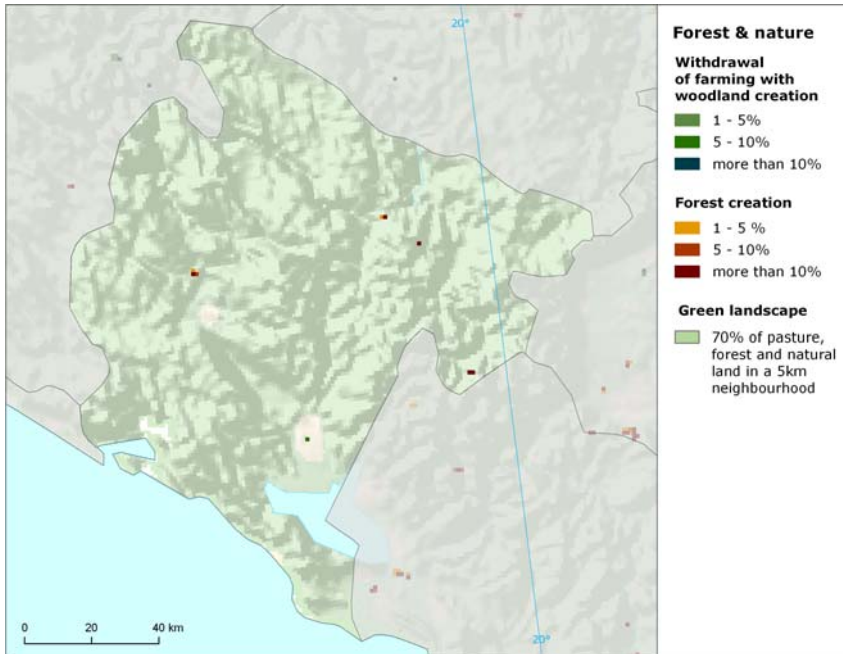 20°
Forest & nature
Withdrawal
of farming with
woodland creation
1 - 5%
5 - 10%
more than 10%
Forest creation
1 - 5 %
5 - 10%
more than 10%
Green landscape
70% of pasture,
forest and natural
land in a 5km
neighbourhood
0 20 40 km
20°